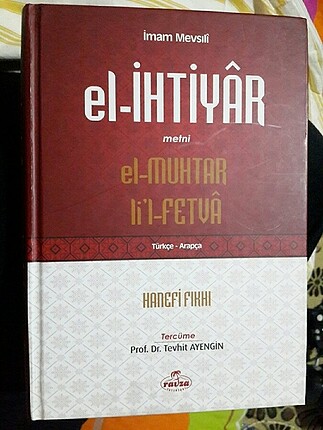 İmam Mevsılî
el-İHTİYÂR
metni
el-MUHTAR
li'l-FETVÂ
Türkçe - Arapça
HANEFİ FIKHI
Tercüme
Prof. Dr. Tevhit AYENGİN
ravza